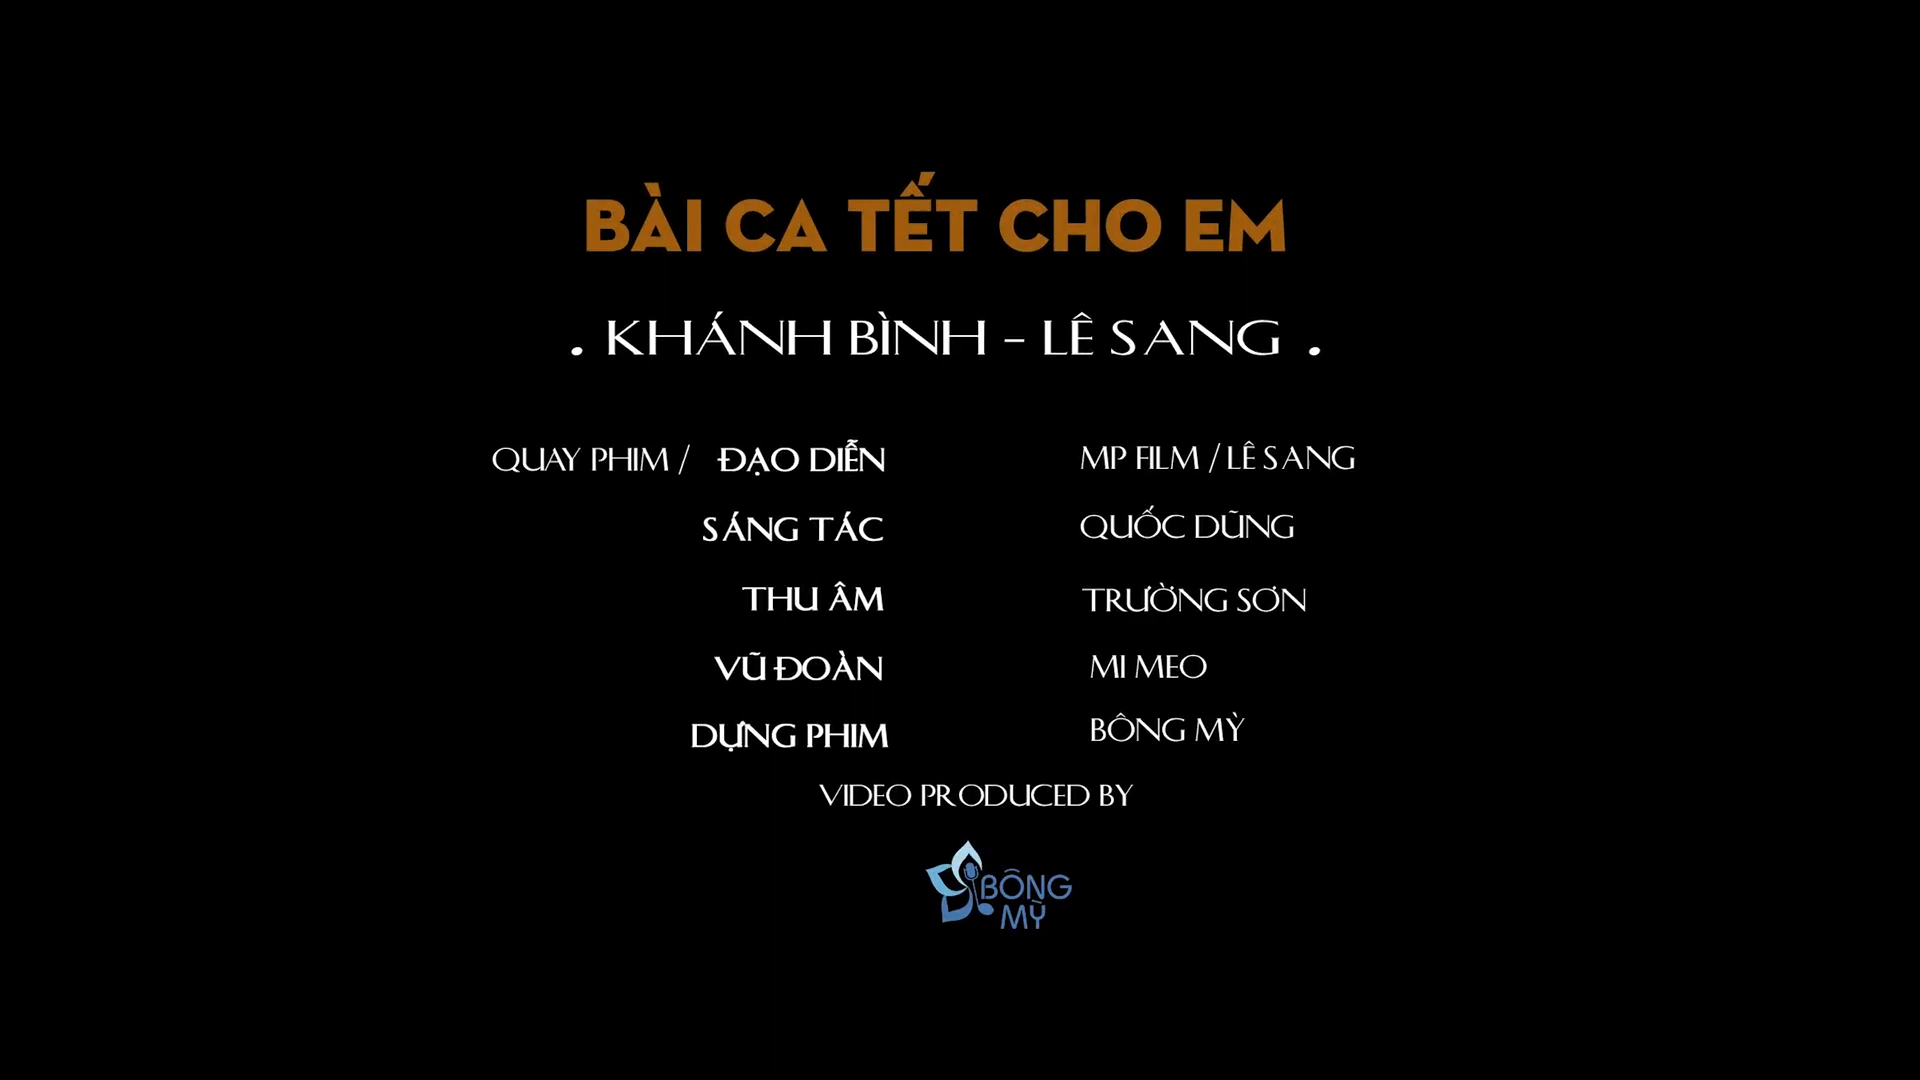 BÀI CA TẾT CHO EM
. KHÁNH BÌNH - LÊ SANG .
QUAY PHIM / ĐẠO DIỄN MP FILM / LÊ SANG
SÁNG TÁC QUỐC DŨNG
THU ÂM TRƯỜNG SƠN
VŨ ĐOÀN MI MEO
DỰNG PHIM BÔNG MỲ
VIDEO PRODUCED BY
BÔNG
MỲ